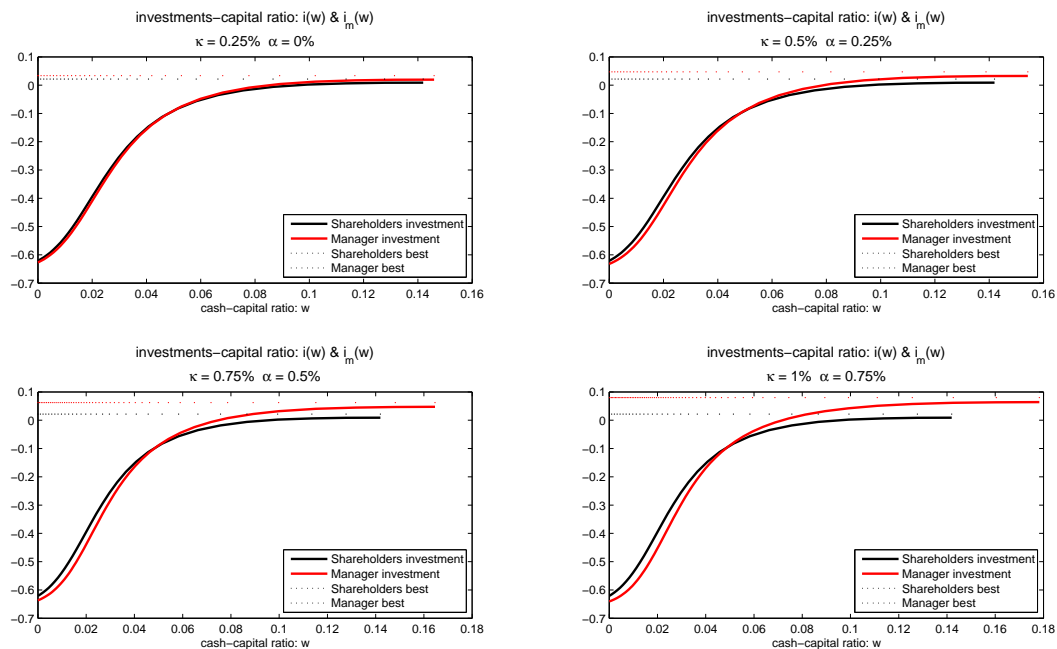 investments−capital ratio: i(w) & i_m(w)
κ = 0.25% α = 0%
0.1
0
−0.1
−0.2
−0.3
−0.4
−0.5
−0.6
−0.7
Shareholders investment
Manager investment
Shareholders best
Manager best
0 0.02 0.04 0.06 0.08 0.1 0.12 0.14 0.16
cash−capital ratio: w
investments−capital ratio: i(w) & i_m(w)
κ = 0.5% α = 0.25%
0.1
0
−0.1
−0.2
−0.3
−0.4
−0.5
−0.6
−0.7
Shareholders investment
Manager investment
Shareholders best
Manager best
0 0.02 0.04 0.06 0.08 0.1 0.12 0.14 0.16
cash−capital ratio: w
investments−capital ratio: i(w) & i_m(w)
κ = 0.75% α = 0.5%
0.1
0
−0.1
−0.2
−0.3
−0.4
−0.5
−0.6
−0.7
Shareholders investment
Manager investment
Shareholders best
Manager best
0 0.02 0.04 0.06 0.08 0.1 0.12 0.14 0.16 0.18
cash−capital ratio: w
investments−capital ratio: i(w) & i_m(w)
κ = 1% α = 0.75%
0.1
0
−0.1
−0.2
−0.3
−0.4
−0.5
−0.6
−0.7
Shareholders investment
Manager investment
Shareholders best
Manager best
0 0.02 0.04 0.06 0.08 0.1 0.12 0.14 0.16 0.18
cash−capital ratio: w